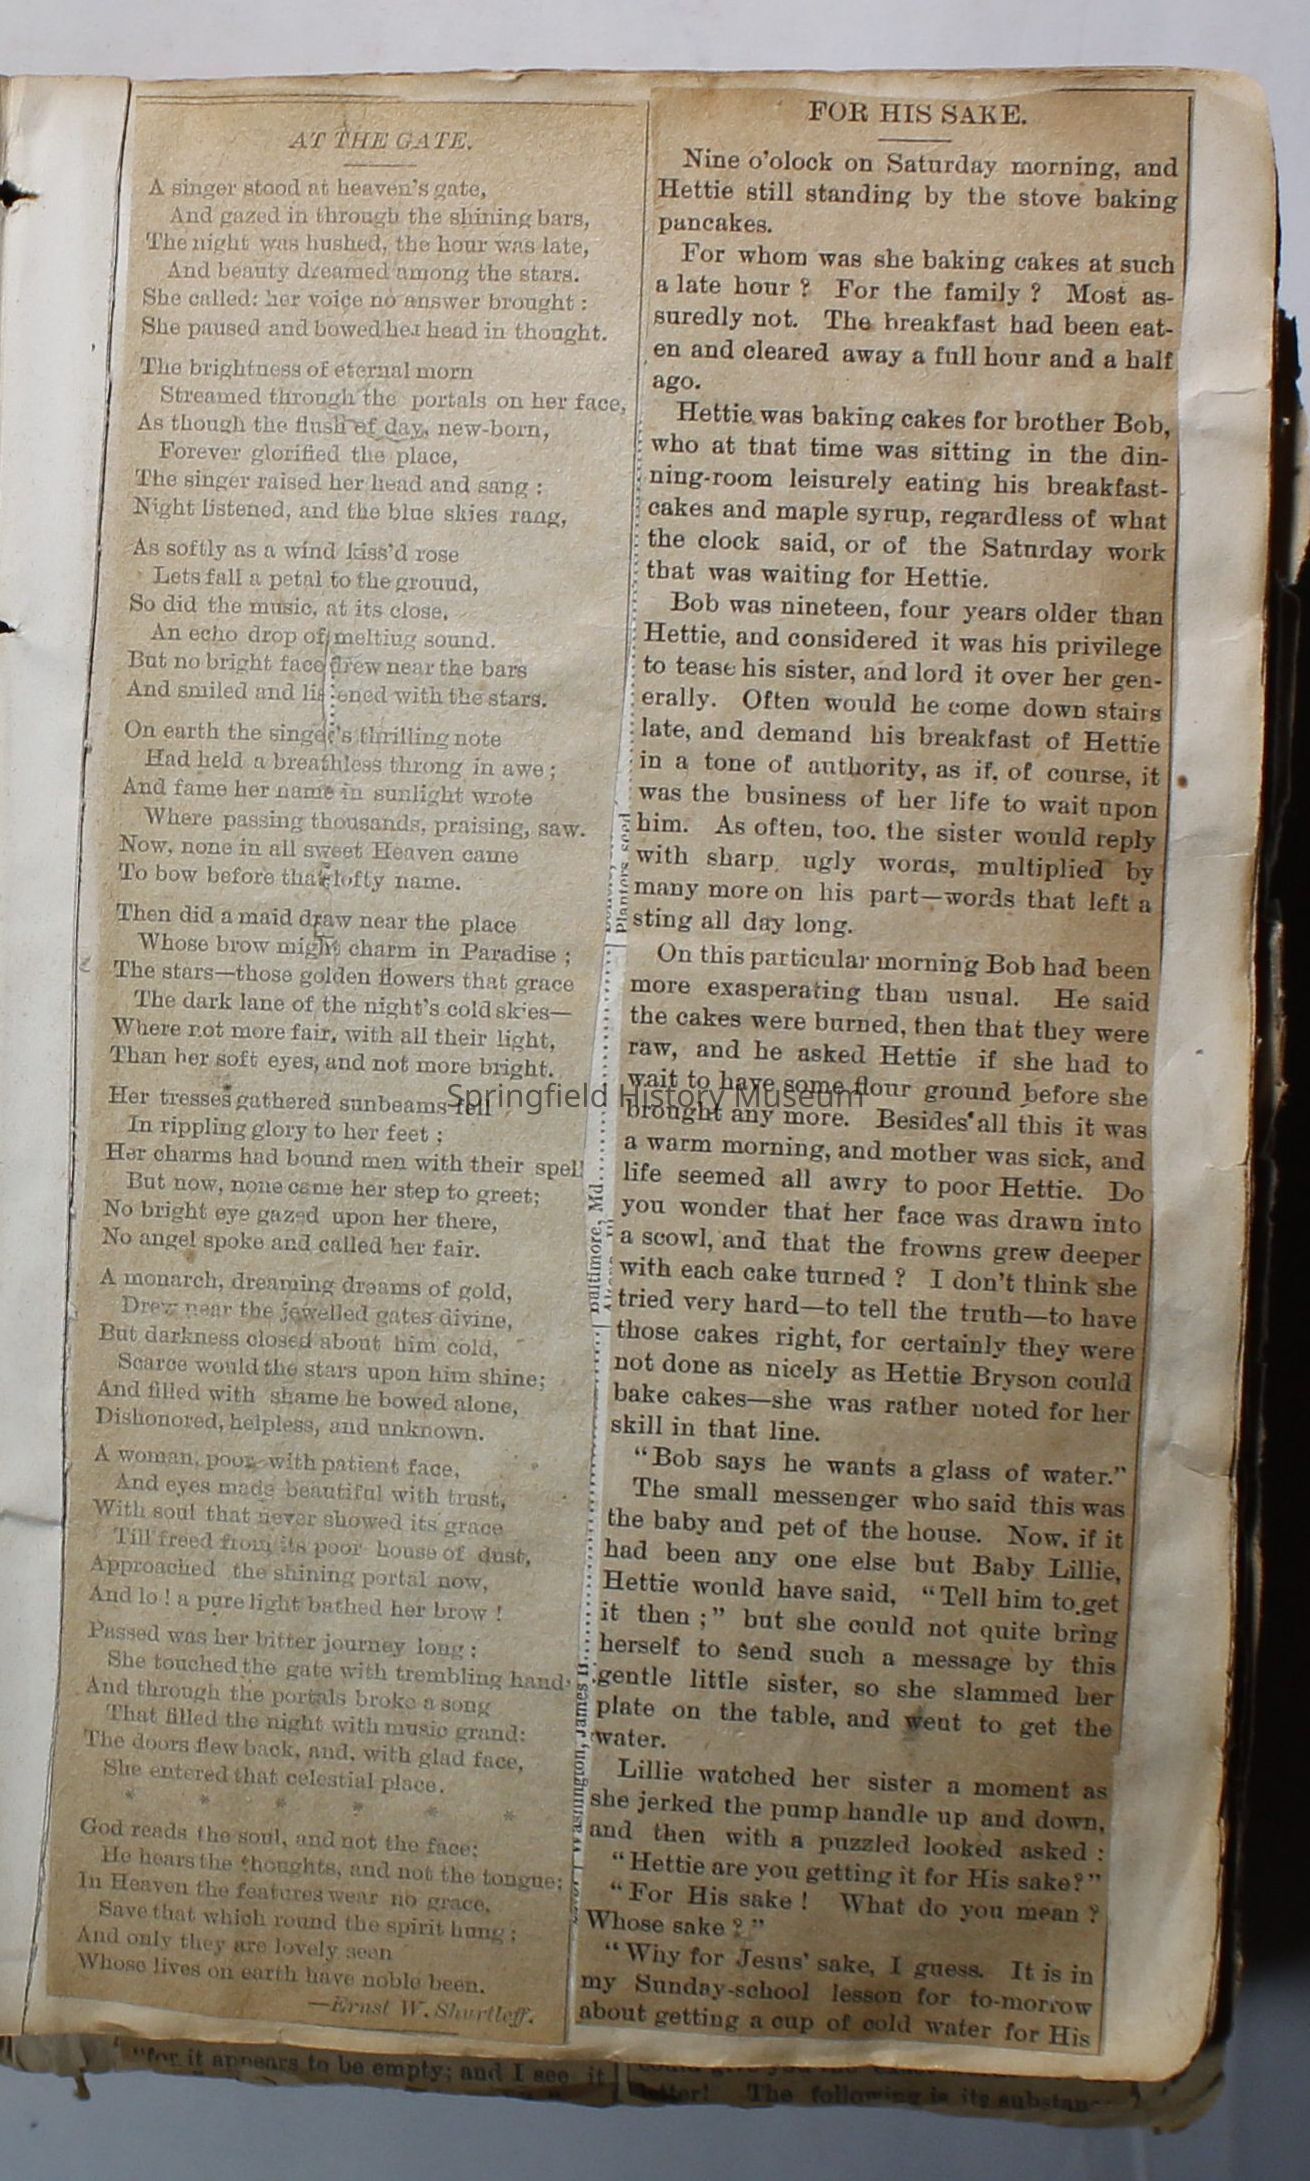 AT THE GATE.
A singer stood at heaven's gate,
And gazed in through the shining bars,
The night was hushed, the hour was late,
And beauty dreamed among the stars.
She called: her voice no answer brought :
She paused and bowed her head in thought.
The brightness of eternal morn
Streamed through the portals on her face,
As though the flush of day, new-born,
Forever glorified the place,
The singer raised her head and sang :
Night listened, and the blue skies rang,
As softly as a wind kiss'd rose
Lets fall a petal to the ground,
So did the music, at its close,
An echo drop of melting sound.
But no bright face drew near the bars
And smiled and listened with the stars.
On earth the singer's thrilling note
Had held a breathless throng in awe ;
And fame her name in sunlight wrote
Where passing thousands, praising, saw.
Now, none in all sweet Heaven came
To bow before that lofty name.
Then did a maid draw near the place
Whose brow might charm in Paradise ;
The stars—those golden flowers that grace
The dark lane of the night's cold skies—
Where not more fair, with all their light,
Than her soft eyes, and not more bright.
Her tresses gathered sunbeams fell
In rippling glory to her feet ;
Her charms had bound men with their spell
But now, none came her step to greet;
No bright eye gazed upon her there,
No angel spoke and called her fair.
A monarch, dreaming dreams of gold,
Drew near the jewelled gates divine,
But darkness closed about him cold,
Scarce would the stars upon him shine;
And filled with shame he bowed alone,
Dishonored, helpless, and unknown.
A woman, poor, with patient face,
And eyes made beautiful with trust,
With soul that never showed its grace
Till freed from its poor house of dust,
Approached the shining portal now,
And lo ! a pure light bathed her brow !
Passed was her bitter journey long ;
She touched the gate with trembling hand,
And through the portals broke a song
That filled the night with music grand:
The doors flew back, and, with glad face,
She entered that celestial place.
* * * * * *
God reads the soul, and not the face;
He hears the thoughts, and not the tongue;
In Heaven the features wear no grace,
Save that which round the spirit hung ;
And only they are lovely seen
Whose lives on earth have noble been.
—Ernst W. Shurtleff.
Planters seed
Baltimore, Md.
Washington, James H.
FOR HIS SAKE.
Nine o'olock on Saturday morning, and
Hettie still standing by the stove baking
pancakes.
For whom was she baking cakes at such
a late hour ? For the family ? Most as-
suredly not. The breakfast had been eat-
en and cleared away a full hour and a half
ago.
Hettie was baking cakes for brother Bob,
who at that time was sitting in the din-
ning-room leisurely eating his breakfast-
cakes and maple syrup, regardless of what
the clock said, or of the Saturday work
that was waiting for Hettie.
Bob was nineteen, four years older than
Hettie, and considered it was his privilege
to tease his sister, and lord it over her gen-
erally. Often would he come down stairs
late, and demand his breakfast of Hettie
in a tone of authority, as if, of course, it
was the business of her life to wait upon
him. As often, too, the sister would reply
with sharp, ugly words, multiplied by
many more on his part—words that left a
sting all day long.
On this particular morning Bob had been
more exasperating than usual. He said
the cakes were burned, then that they were
raw, and he asked Hettie if she had to
wait to have some flour ground before she
brought any more. Besides all this it was
a warm morning, and mother was sick, and
life seemed all awry to poor Hettie. Do
you wonder that her face was drawn into
a scowl, and that the frowns grew deeper
with each cake turned ? I don't think she
tried very hard—to tell the truth—to have
those cakes right, for certainly they were
not done as nicely as Hettie Bryson could
bake cakes—she was rather noted for her
skill in that line.
"Bob says he wants a glass of water."
The small messenger who said this was
the baby and pet of the house. Now, if it
had been any one else but Baby Lillie,
Hettie would have said, "Tell him to get
it then ;" but she could not quite bring
herself to send such a message by this
gentle little sister, so she slammed her
plate on the table, and went to get the
water.
Lillie watched her sister a moment as
she jerked the pump handle up and down,
and then with a puzzled looked asked :
"Hettie are you getting it for His sake?"
"For His sake ! What do you mean ?
Whose sake ?"
"Why for Jesus' sake, I guess. It is in
my Sunday-school lesson for to-morrow
about getting a cup of cold water for His
Springfield History Museum
"for it appears to be empty; and I see it
letter! The following is its substan-